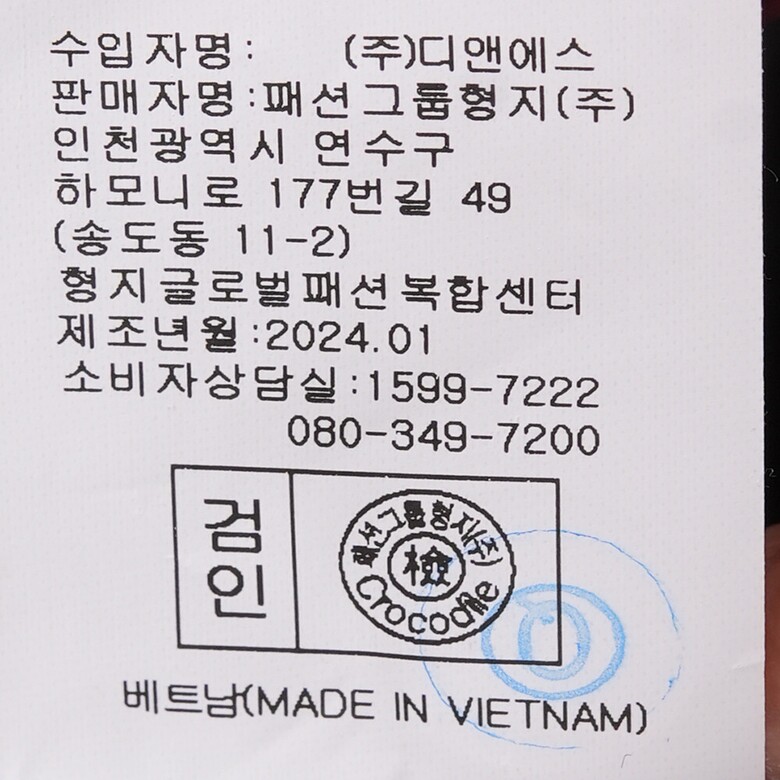 수입자명: (주)디앤에스
판매자명:패션그룹형지(주)
인천광역시 연수구
하모니로 177번길 49
(송도동 11-2)
형지글로벌패션복합센터
제조년월:2024.01
소비자상담실:1599-7222
080-349-7200
검인
패션그룹형지(주)
檢
Crocodile
베트남(MADE IN VIETNAM)